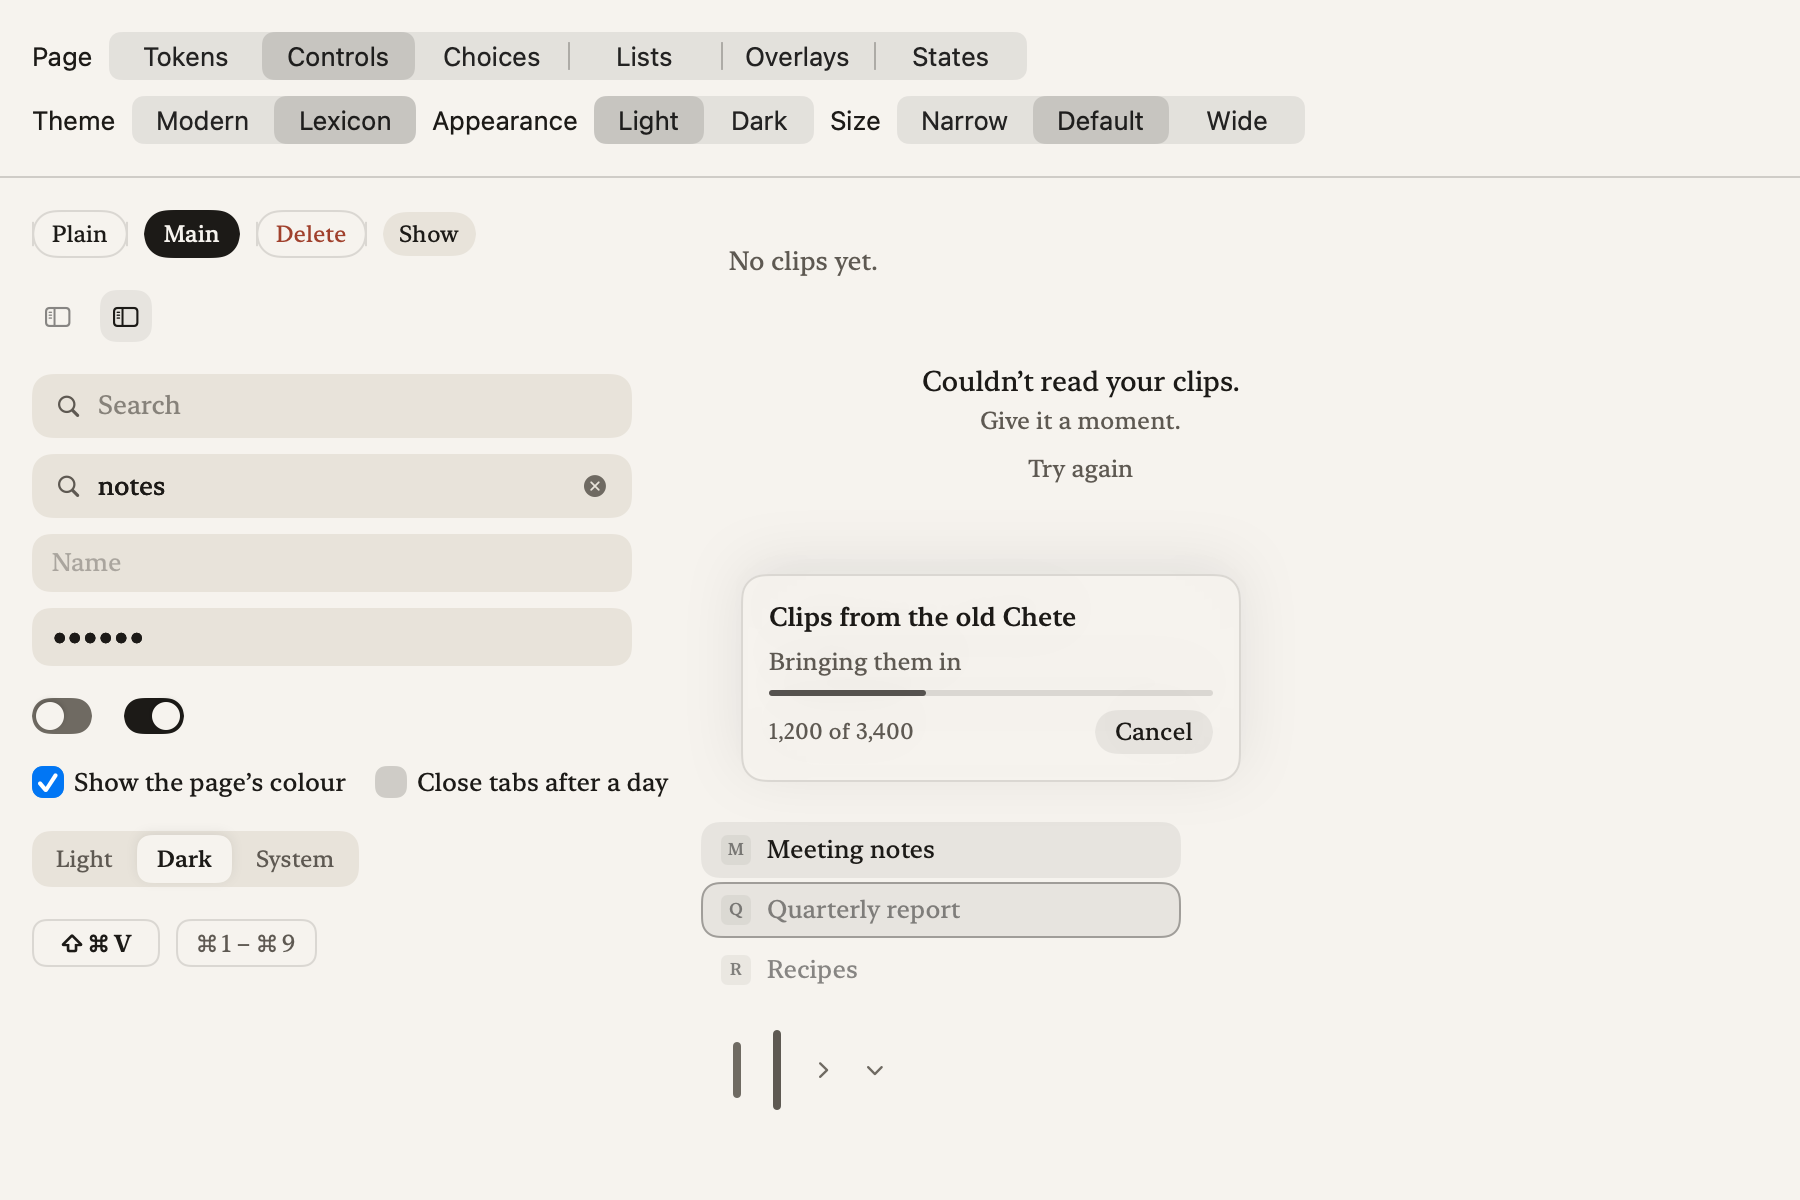 Page Tokens Controls Choices Lists Overlays States
Theme Modern Lexicon Appearance Light Dark Size Narrow Default Wide
Plain Main Delete Show
Search
notes
Name
Show the page’s colour Close tabs after a day
Light Dark System
⇧⌘V ⌘1 – ⌘9
No clips yet.
Couldn’t read your clips.
Give it a moment.
Try again
Clips from the old Chete
Bringing them in
1,200 of 3,400 Cancel
M Meeting notes
Q Quarterly report
R Recipes